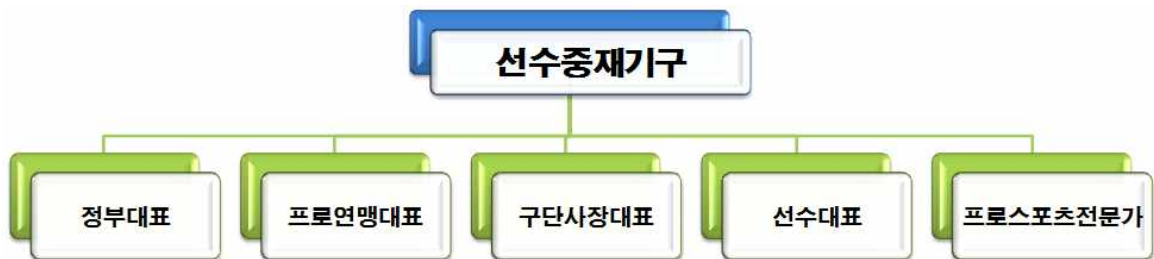 선수중재기구
정부대표
프로연맹대표
구단사장대표
선수대표
프로스포츠전문가